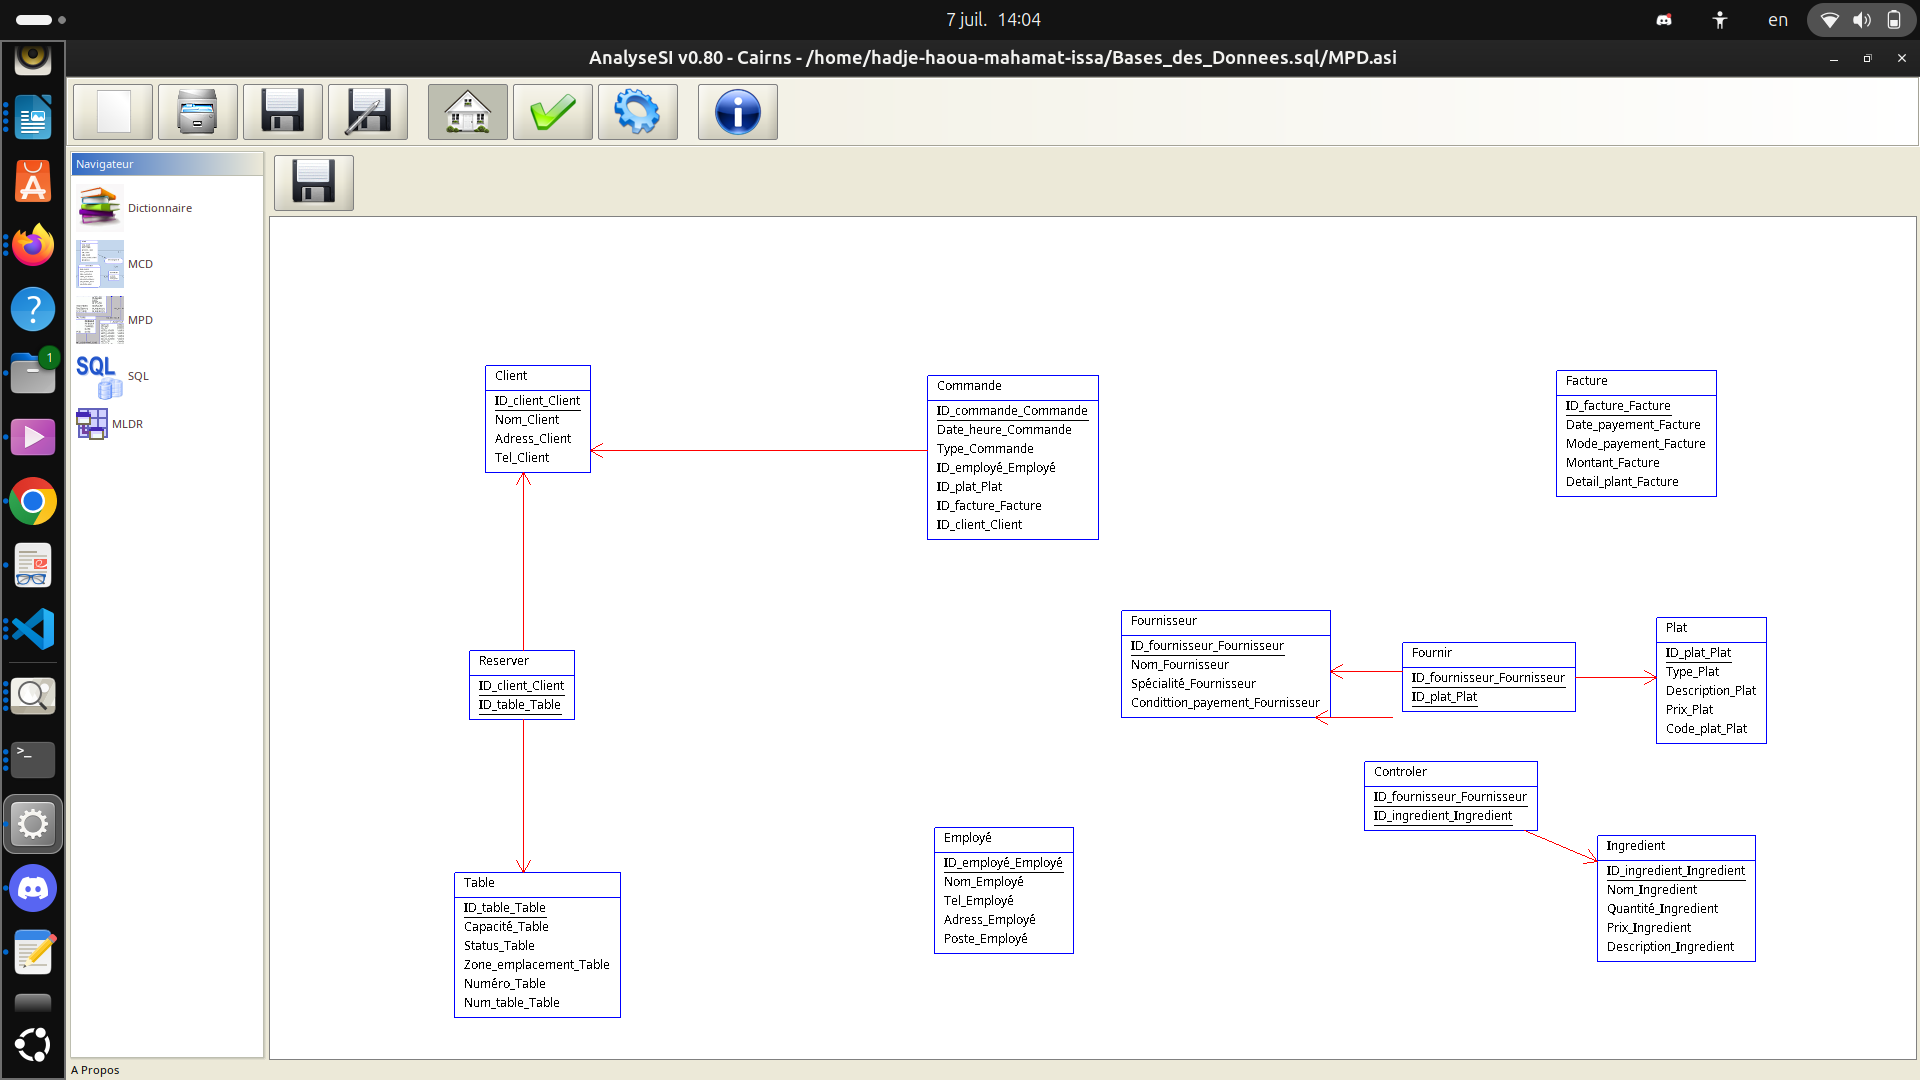 7 juil. 14:04
en
AnalyseSI v0.80 - Cairns - /home/hadje-haoua-mahamat-issa/Bases_des_Donnees.sql/MPD.asi
Navigateur
Dictionnaire
MCD
MPD
SQL
SQL
MLDR
1
Client
ID_client_Client
Nom_Client
Adress_Client
Tel_Client
Commande
ID_commande_Commande
Date_heure_Commande
Type_Commande
ID_employé_Employé
ID_plat_Plat
ID_facture_Facture
ID_client_Client
Facture
ID_facture_Facture
Date_payement_Facture
Mode_payement_Facture
Montant_Facture
Detail_plant_Facture
Reserver
ID_client_Client
ID_table_Table
Fournisseur
ID_fournisseur_Fournisseur
Nom_Fournisseur
Spécialité_Fournisseur
Condittion_payement_Fournisseur
Fournir
ID_fournisseur_Fournisseur
ID_plat_Plat
Plat
ID_plat_Plat
Type_Plat
Description_Plat
Prix_Plat
Code_plat_Plat
Controler
ID_fournisseur_Fournisseur
ID_ingredient_Ingredient
Table
ID_table_Table
Capacité_Table
Status_Table
Zone_emplacement_Table
Numéro_Table
Num_table_Table
Employé
ID_employé_Employé
Nom_Employé
Tel_Employé
Adress_Employé
Poste_Employé
Ingredient
ID_ingredient_Ingredient
Nom_Ingredient
Quantité_Ingredient
Prix_Ingredient
Description_Ingredient
A Propos